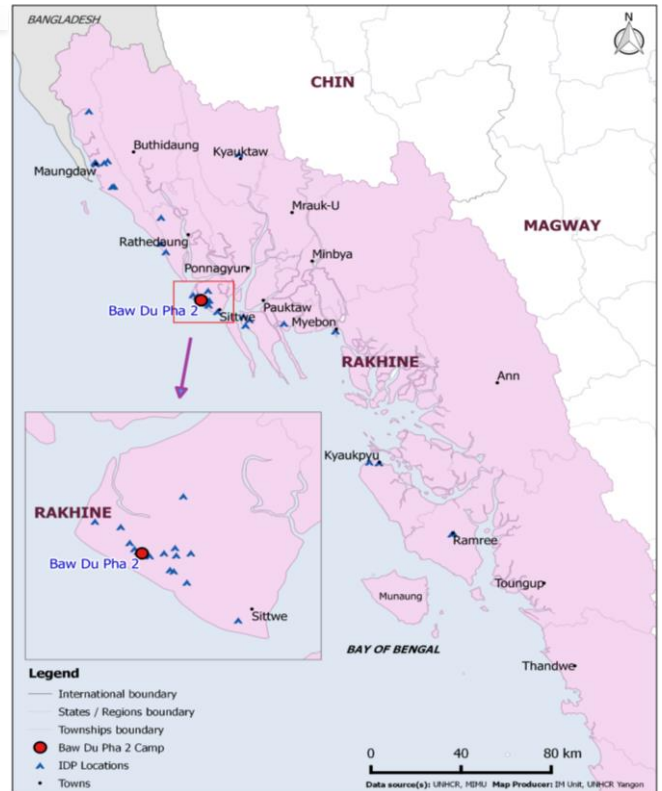 BANGLADESH
N
CHIN
Buthidaung
Kyauktaw
Maungdaw
Mrauk-U
MAGWAY
Rathedaung
Minbya
Ponnagyun
Baw Du Pha 2
Pauktaw
Sittwe
Myebon
RAKHINE
Ann
Kyaukpyu
RAKHINE
Baw Du Pha 2
Ramree
Toungup
Munaung
Sittwe
BAY OF BENGAL
Thandwe
Legend
International boundary
States / Regions boundary
Townships boundary
Baw Du Pha 2 Camp
IDP Locations
Towns
0 40 80 km
Data source(s): UNHCR, MIMU Map Producer: IM Unit, UNHCR Yangon